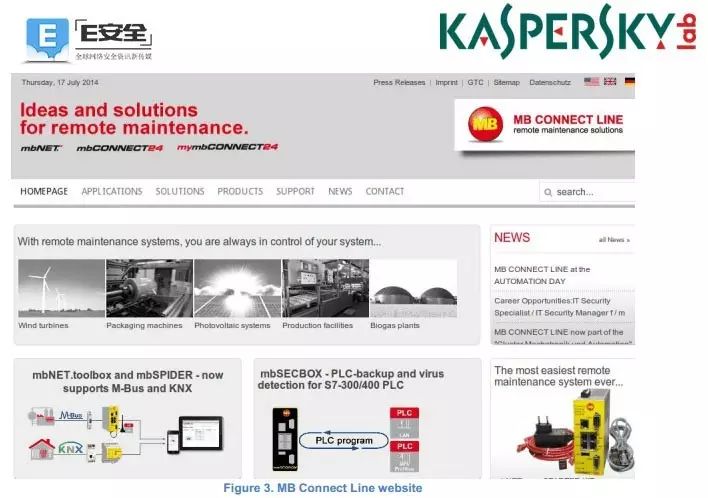 E安全
全球网络安全资讯新传媒
KASPERSKY lab
Thursday, 17 July 2014
Press Releases | Imprint | GTC | Sitemap Datenschutz
Ideas and solutions
for remote maintenance.
mbNET. mbCONNECT24 mymbCONNECT24
MB
MB CONNECT LINE
remote maintenance solutions
HOMEPAGE APPLICATIONS SOLUTIONS PRODUCTS SUPPORT NEWS CONTACT
search...
With remote maintenance systems, you are always in control of your system...
Wind turbines Packaging machines Photovoltaic systems Production facilities Biogas plants
NEWS
all News »
MB CONNECT LINE at the
AUTOMATION DAY
Career Opportunities:IT Security
Specialist / IT Security Manager f / m
MB CONNECT LINE now part of the
"Cluster Mechatronik und Automation"
mbNET.toolbox and mbSPIDER - now
supports M-Bus and KNX
M-Bus
KNX
mbSECBOX - PLC-backup and virus
detection for S7-300/400 PLC
PLC program
PLC
LAN
PLC
MPI
Profibus
The most easiest remote
maintenance system ever...
Figure 3. MB Connect Line website